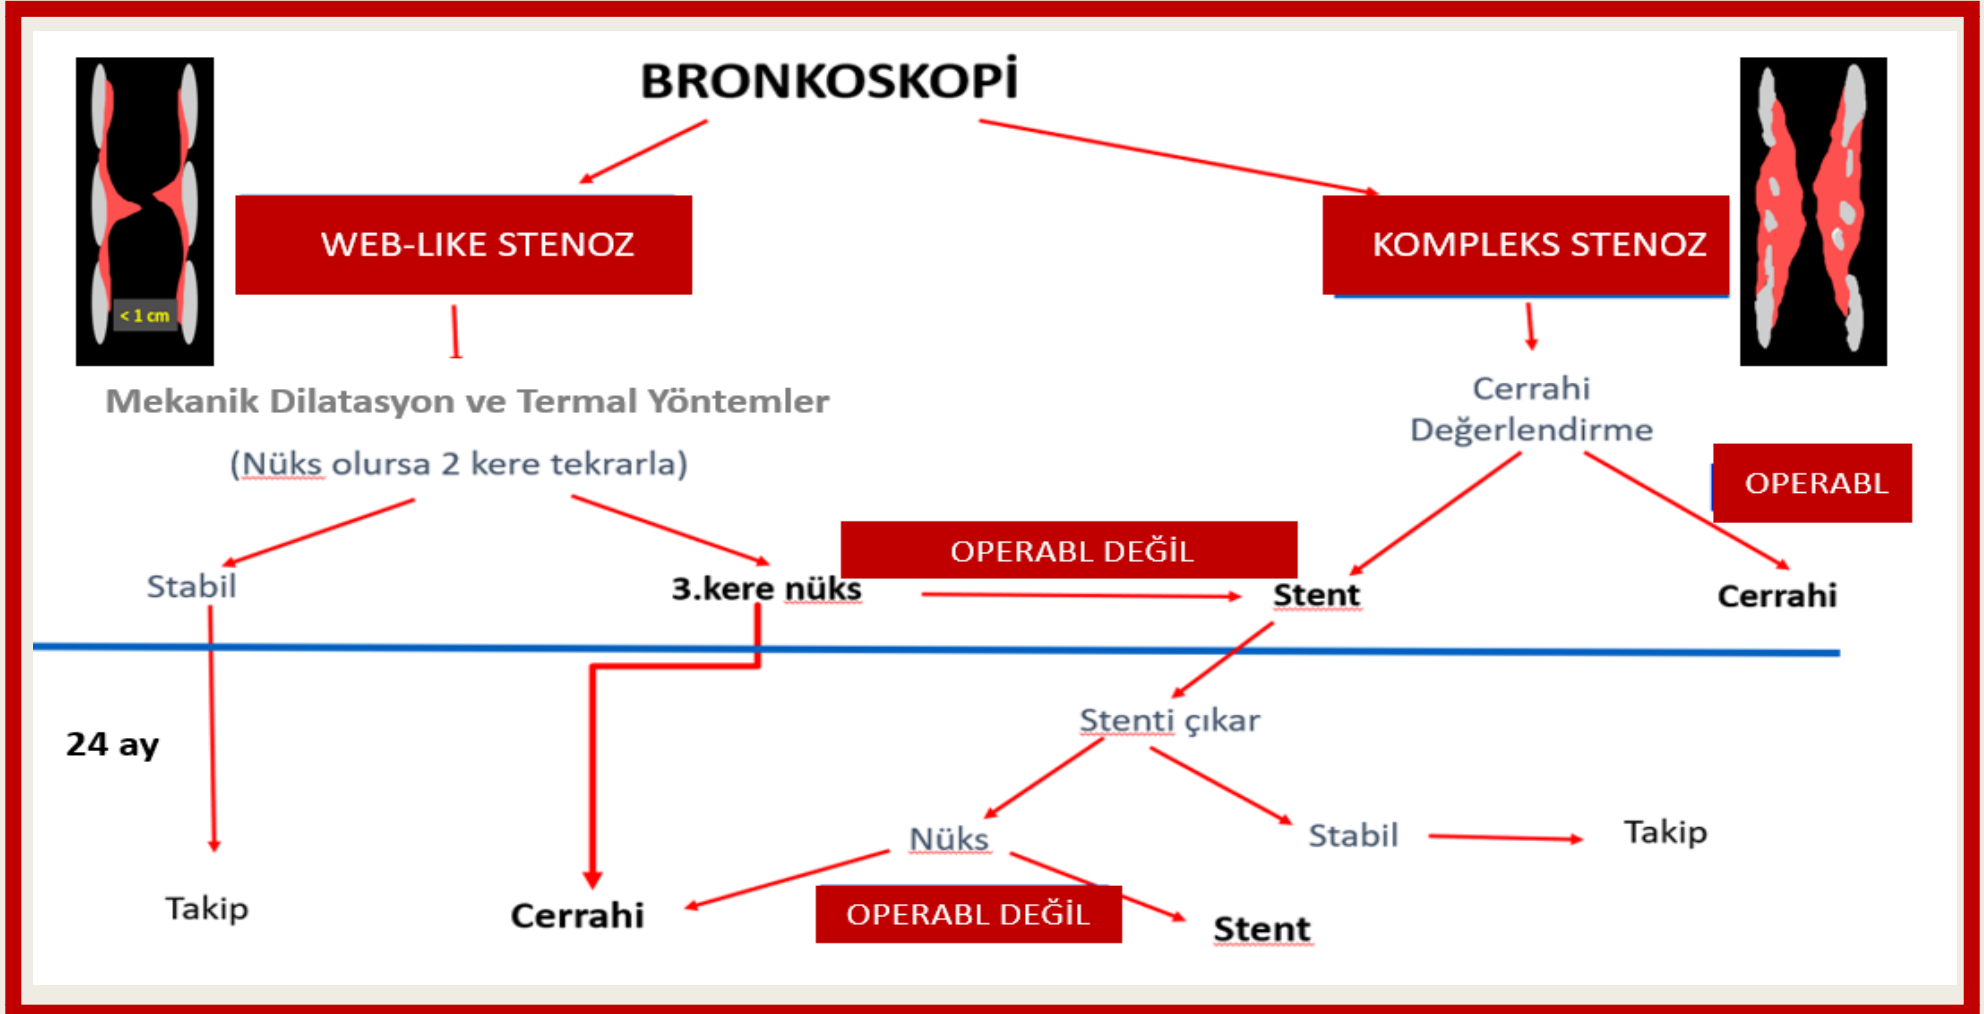 BRONKOSKOPİ
WEB-LIKE STENOZ
KOMPLEKS STENOZ
< 1 cm
Mekanik Dilatasyon ve Termal Yöntemler
(Nüks olursa 2 kere tekrarla)
Cerrahi
Değerlendirme
OPERABL
OPERABL DEĞİL
Stabil
3.kere nüks
Stent
Cerrahi
24 ay
Stenti çıkar
Nüks
Stabil
Takip
Takip
Cerrahi
OPERABL DEĞİL
Stent